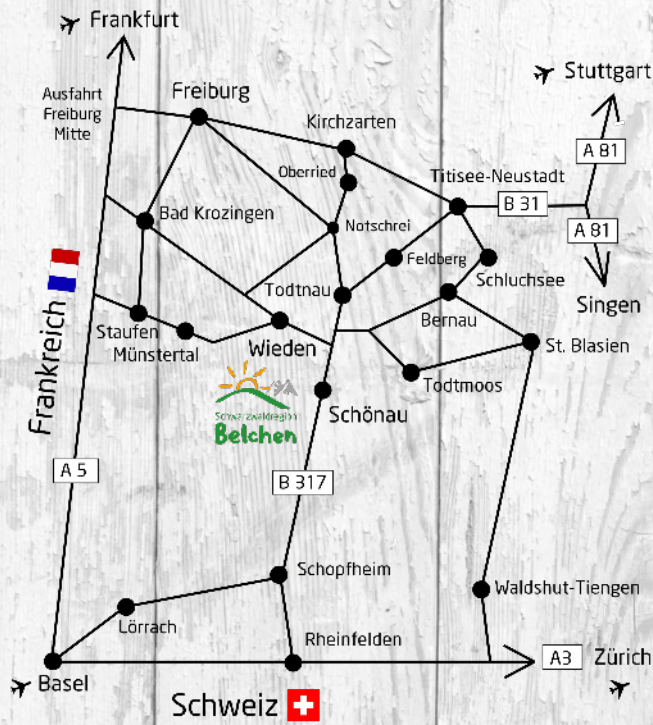 Frankfurt
Stuttgart
Ausfahrt
Freiburg
Mitte
Freiburg
Kirchzarten
A 81
Oberried
Titisee-Neustadt
B 31
Bad Krozingen
Notschrei
A 81
Feldberg
Schluchsee
Todtnau
Singen
Frankreich
Staufen
Bernau
Münstertal
Wieden
St. Blasien
Todtmoos
Schwarzwaldregion
Belchen
Schönau
A 5
B 317
Schopfheim
Waldshut-Tiengen
Lörrach
Rheinfelden
A3
Zürich
Basel
Schweiz